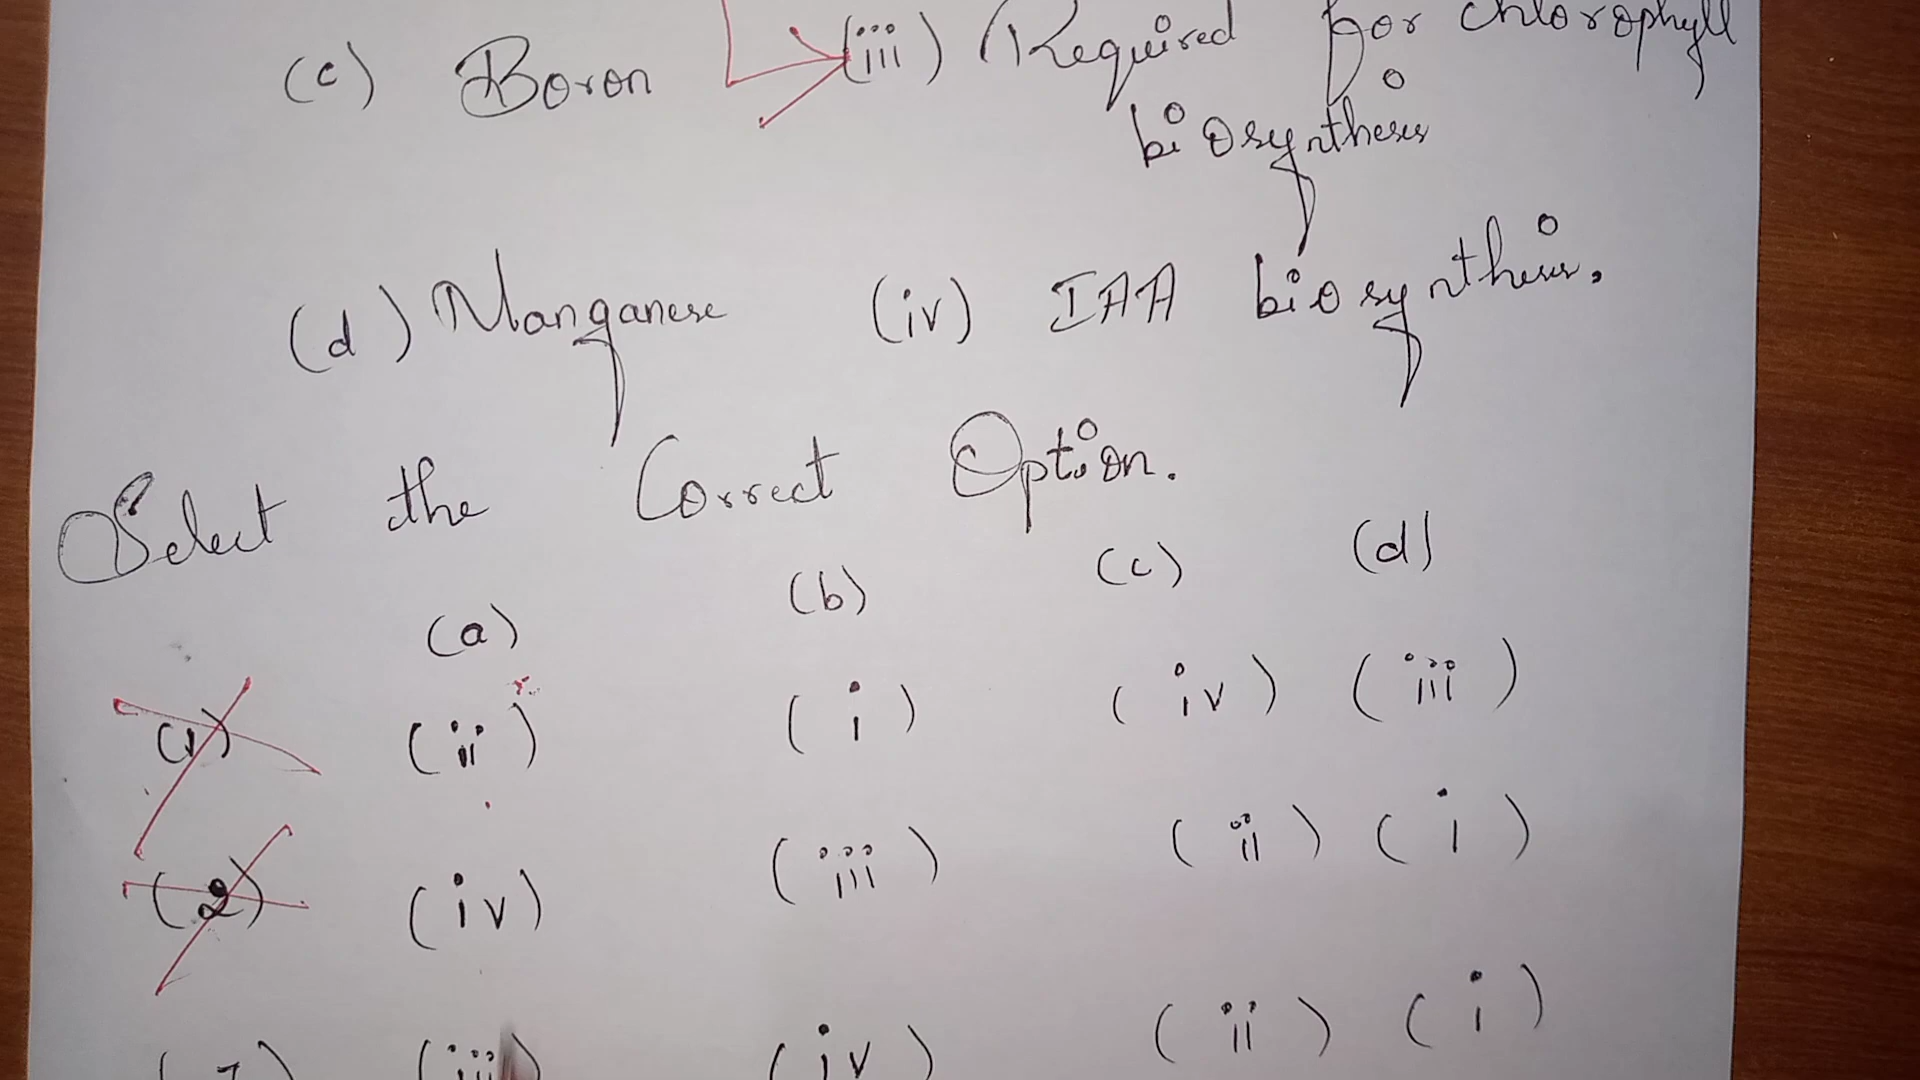 (c) Boron (iii) Required for chlorophyll
biosynthesis
(d) Manganese (iv) IAA biosynthesis.
Select the Correct Option.
(a) (b) (c) (d)
(1) (ii) (i) (iv) (iii)
(2) (iv) (iii) (ii) (i)
(iii) (iv) (ii) (i)